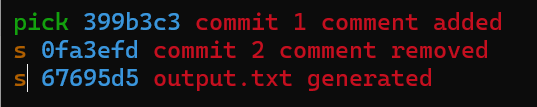 pick 399b3c3 commit 1 comment added
s 0fa3efd commit 2 comment removed
s 67695d5 output.txt generated